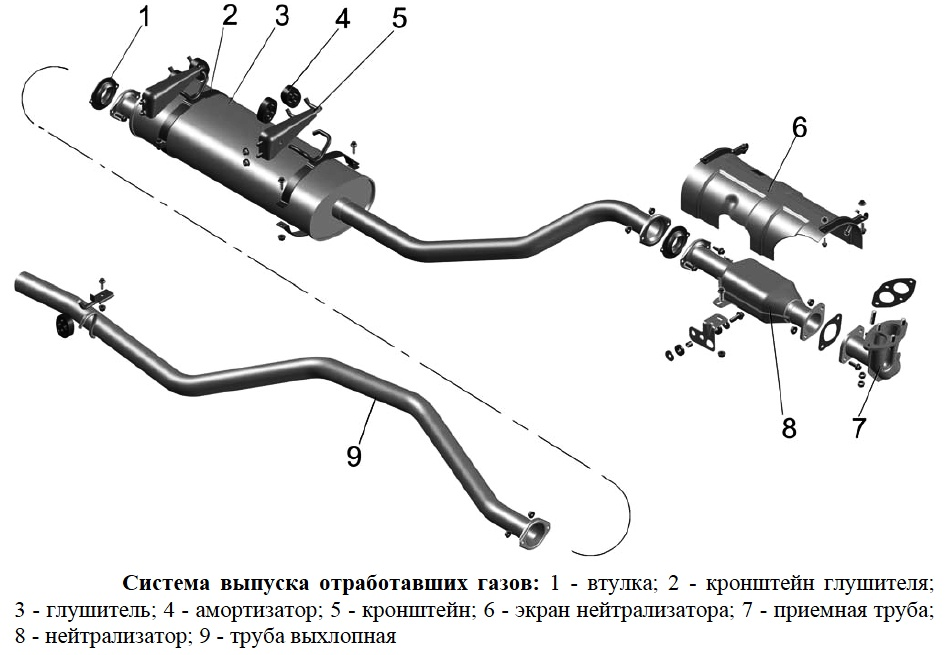 1 2 3 4 5
6
7
8
9
Система выпуска отработавших газов: 1 - втулка; 2 - кронштейн глушителя;
3 - глушитель; 4 - амортизатор; 5 - кронштейн; 6 - экран нейтрализатора; 7 - приемная труба;
8 - нейтрализатор; 9 - труба выхлопная